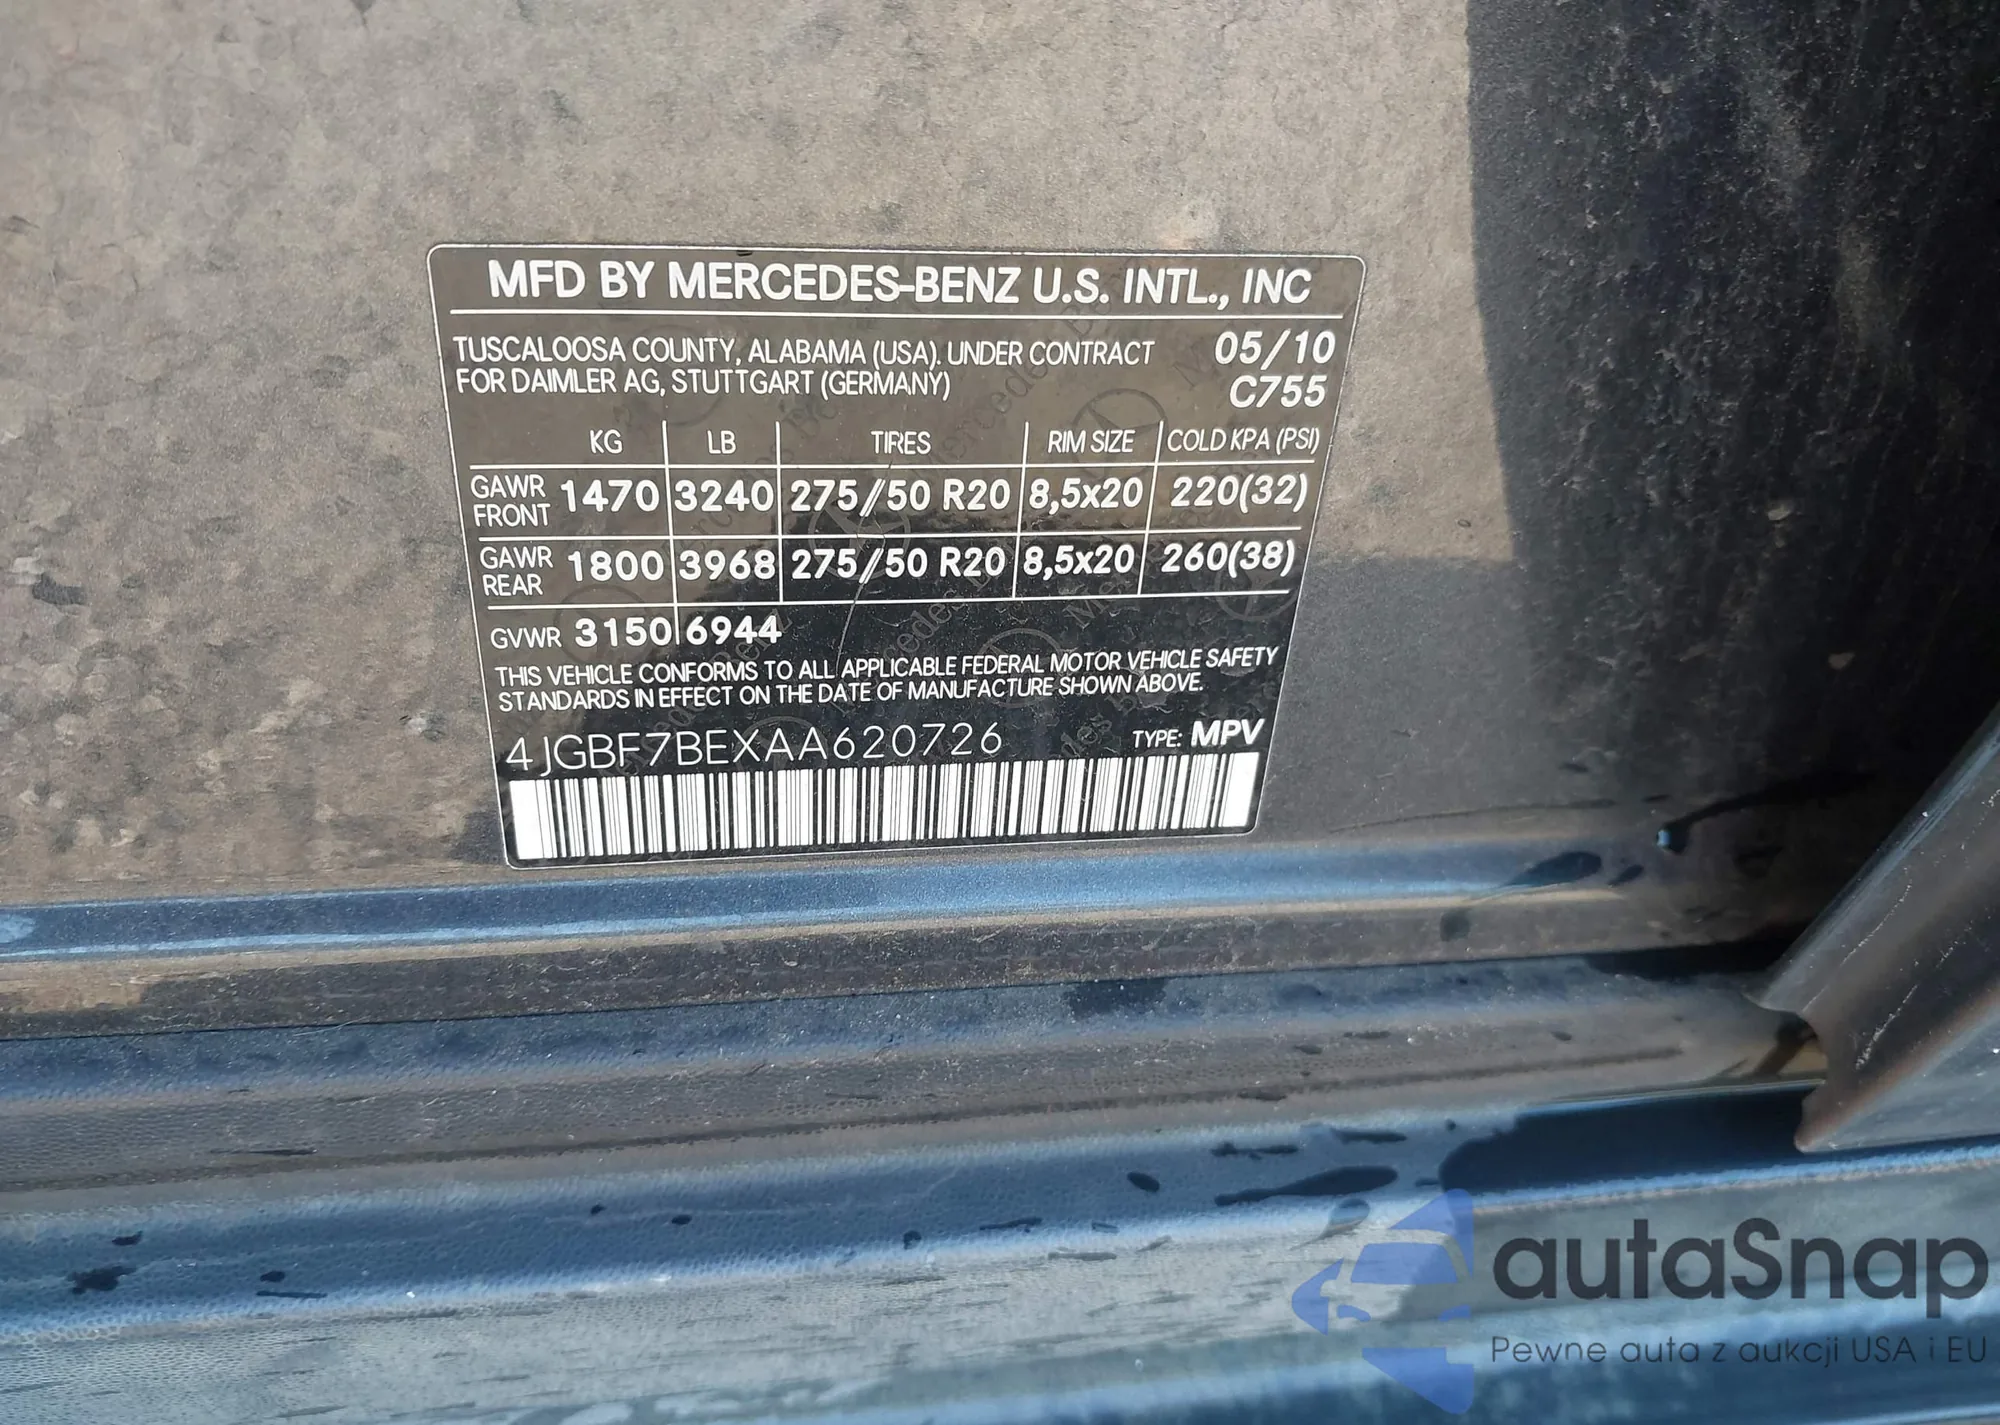 MFD BY MERCEDES-BENZ U.S. INTL., INC
TUSCALOOSA COUNTY, ALABAMA (USA). UNDER CONTRACT 05/10
FOR DAIMLER AG, STUTTGART (GERMANY) C755
KG LB TIRES RIM SIZE COLD KPA (PSI)
GAWR FRONT 1470 3240 275/50 R20 8,5x20 220(32)
GAWR REAR 1800 3968 275/50 R20 8,5x20 260(38)
GVWR 3150 6944
THIS VEHICLE CONFORMS TO ALL APPLICABLE FEDERAL MOTOR VEHICLE SAFETY
STANDARDS IN EFFECT ON THE DATE OF MANUFACTURE SHOWN ABOVE.
4JGBF7BEXAA620726 TYPE: MPV
autaSnap
Pewne auta z aukcji USA i EU